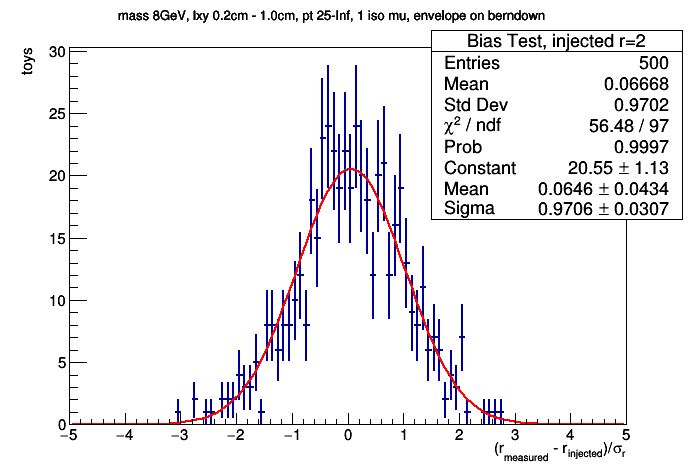 mass 8GeV, lxy 0.2cm - 1.0cm, pt 25-Inf, 1 iso mu, envelope on berndown
Bias Test, injected r=2
Entries 500
Mean 0.06668
Std Dev 0.9702
χ² / ndf 56.48 / 97
Prob 0.9997
Constant 20.55 ± 1.13
Mean 0.0646 ± 0.0434
Sigma 0.9706 ± 0.0307
toys
30
25
20
15
10
5
0
−5 −4 −3 −2 −1 0 1 2 3 4 5
(r_measured - r_injected)/σ_r